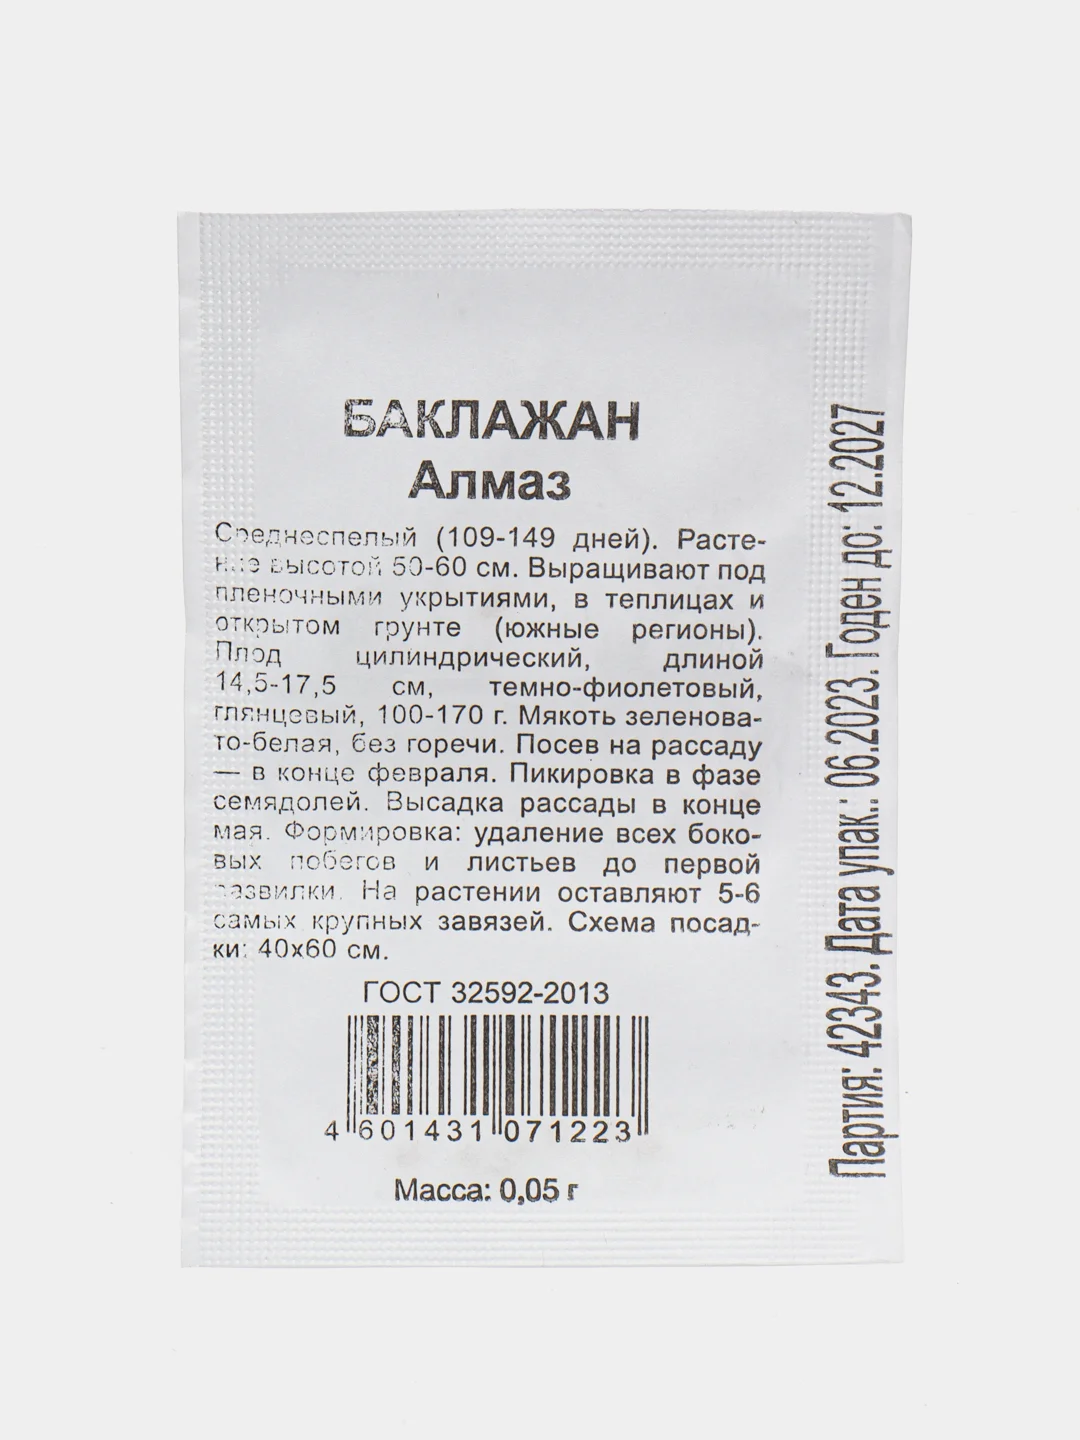 БАКЛАЖАН
Алмаз
Среднеспелый (109-149 дней). Расте-
ние высотой 50-60 см. Выращивают под
пленочными укрытиями, в теплицах и
открытом грунте (южные регионы).
Плод цилиндрический, длиной
14,5-17,5 см, темно-фиолетовый,
глянцевый, 100-170 г. Мякоть зеленова-
то-белая, без горечи. Посев на рассаду
— в конце февраля. Пикировка в фазе
семядолей. Высадка рассады в конце
мая. Формировка: удаление всех боко-
вых побегов и листьев до первой
развилки. На растении оставляют 5-6
самых крупных завязей. Схема посад-
ки: 40х60 см.
ГОСТ 32592-2013
4 601431 071223
Масса: 0,05 г
Партия: 42343. Дата упак.: 06.2023. Годен до: 12.2027